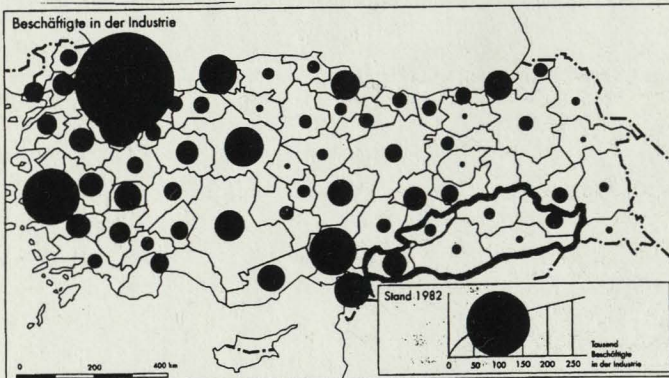 Beschäftigte in der Industrie
Stand 1982
Tausend
Beschäftigte
in der Industrie
0 50 100 150 200 250
0 200 400 km